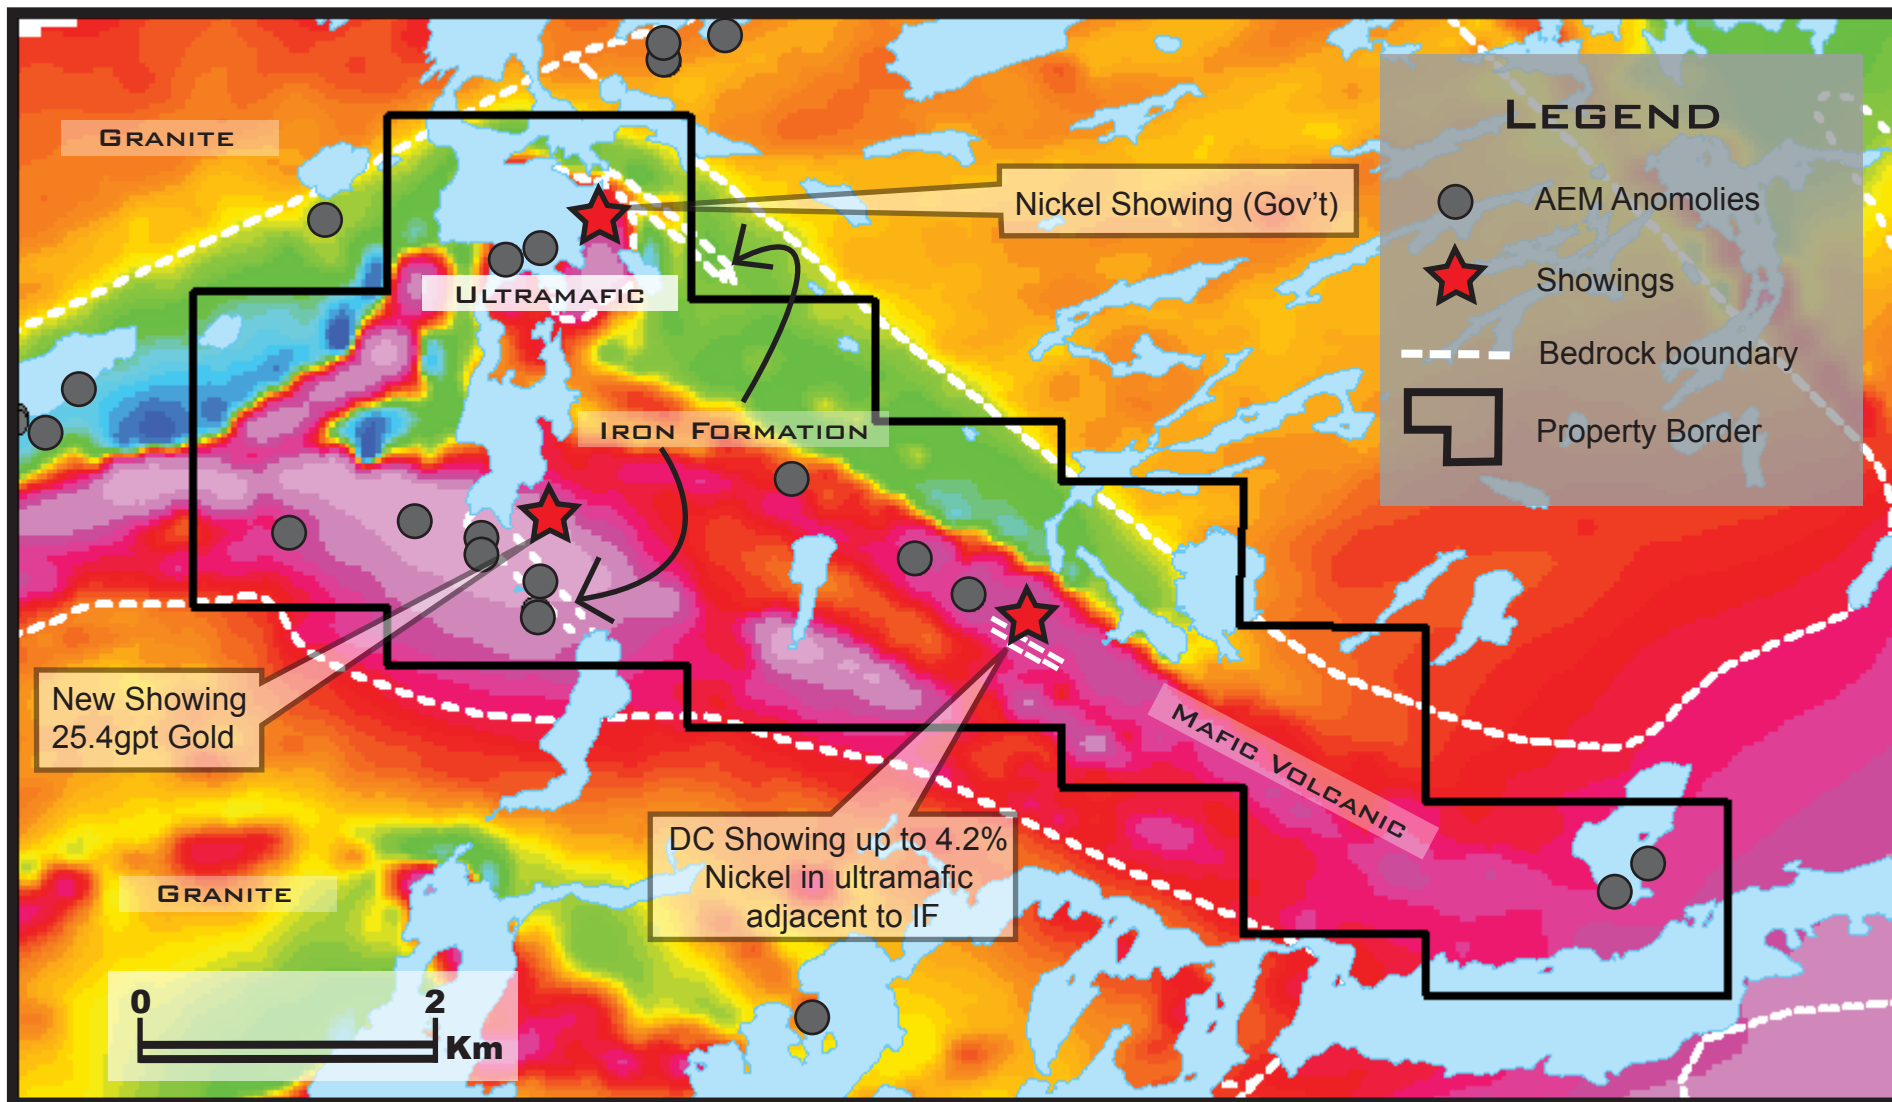 LEGEND
GRANITE
AEM Anomolies
Nickel Showing (Gov't)
Showings
ULTRAMAFIC
Bedrock boundary
IRON FORMATION
Property Border
New Showing
25.4gpt Gold
MAFIC VOLCANIC
DC Showing up to 4.2%
Nickel in ultramafic
adjacent to IF
GRANITE
0 2
Km